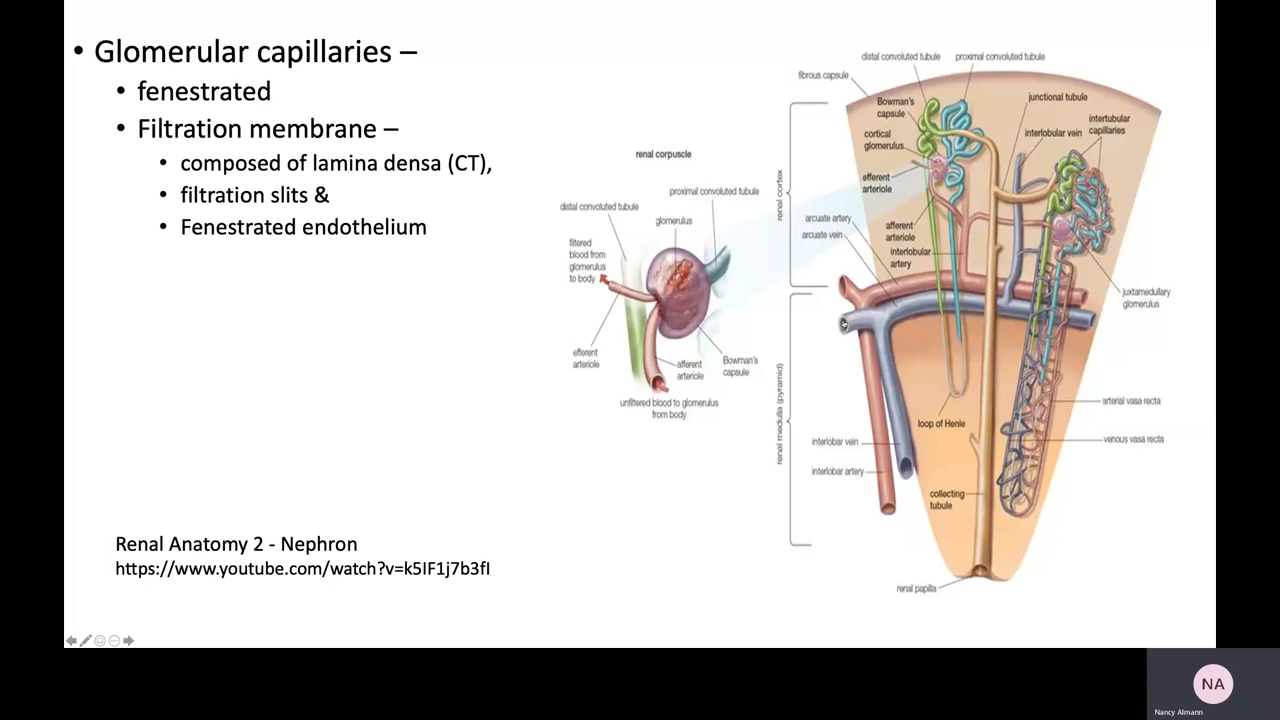 • Glomerular capillaries –
• fenestrated
• Filtration membrane –
• composed of lamina densa (CT),
• filtration slits &
• Fenestrated endothelium
Renal Anatomy 2 - Nephron
https://www.youtube.com/watch?v=k5IF1j7b3fI
renal corpuscle
proximal convoluted tubule
distal convoluted tubule
glomerulus
filtered
blood from
glomerulus
to body
efferent
arteriole
afferent
arteriole
Bowman's
capsule
unfiltered blood to glomerulus
from body
distal convoluted tubule
proximal convoluted tubule
fibrous capsule
Bowman's
capsule
junctional tubule
intertubular
capillaries
interlobular vein
cortical
glomerulus
efferent
arteriole
renal cortex
arcuate artery
arcuate vein
afferent
arteriole
interlobular
artery
juxtamedullary
glomerulus
renal medulla (pyramid)
arterial vasa recta
loop of Henle
venous vasa recta
interlobar vein
interlobar artery
collecting
tubule
renal papilla
NA
Nancy Almann